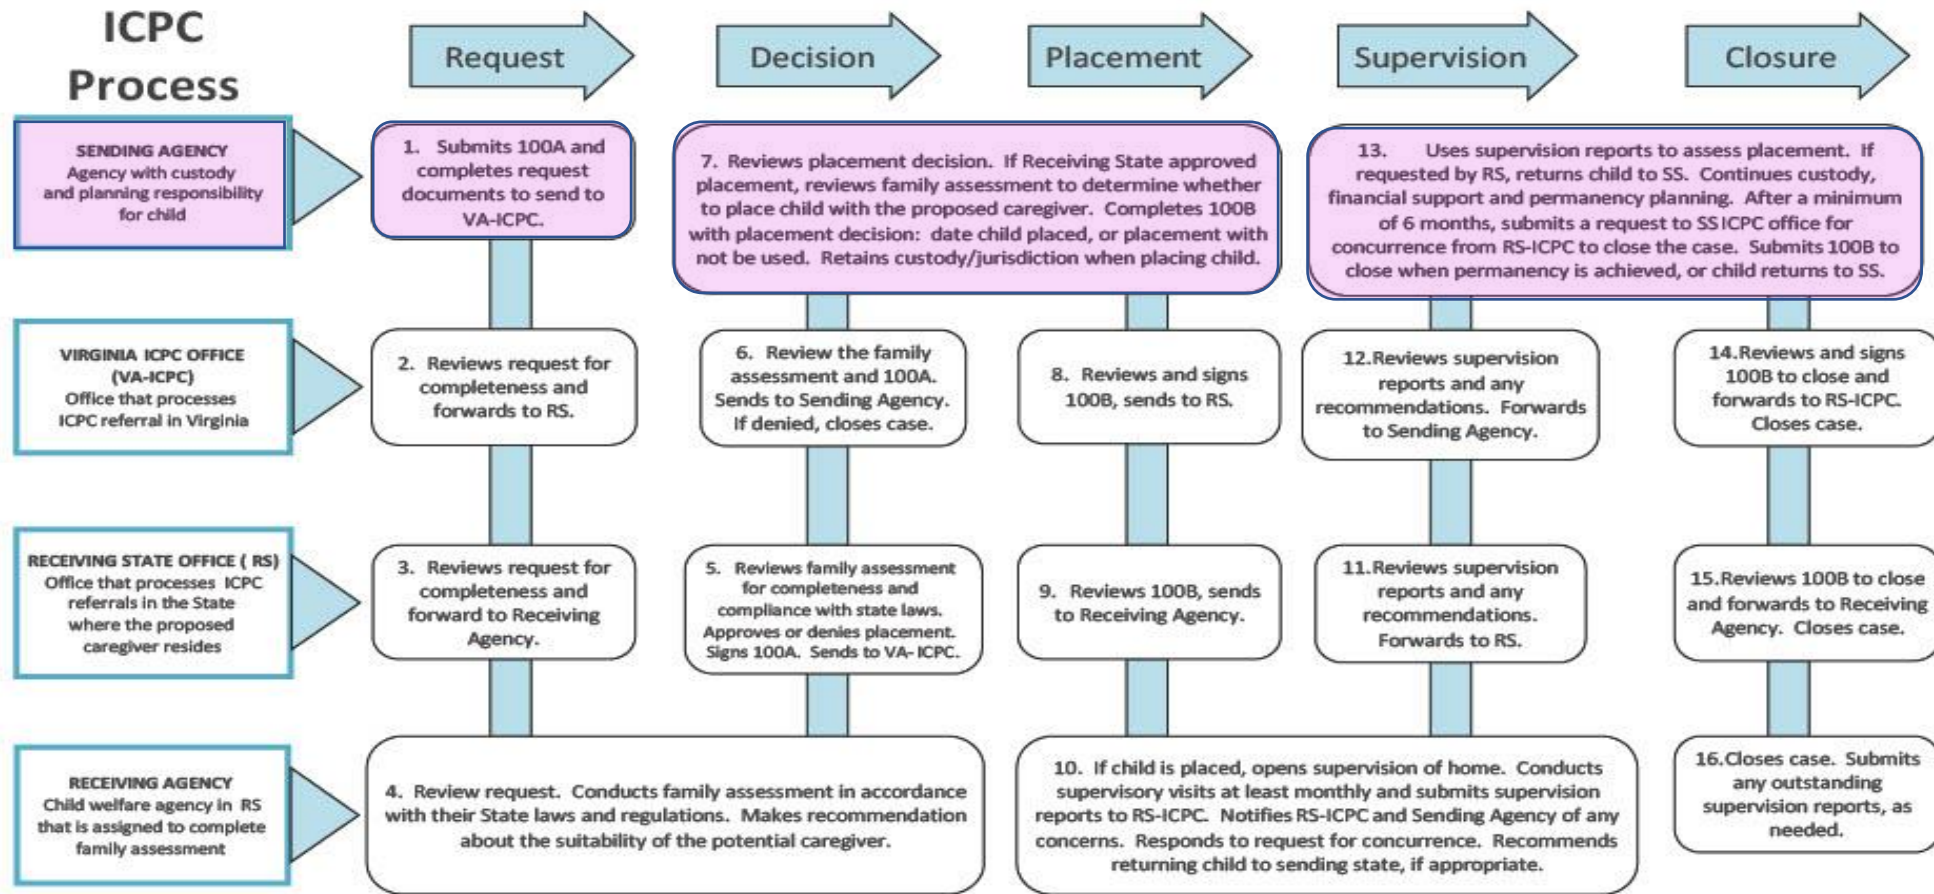 ICPC
Process
Request
Decision
Placement
Supervision
Closure
SENDING AGENCY
Agency with custody
and planning responsibility
for child
1. Submits 100A and
completes request
documents to send to
VA-ICPC.
7. Reviews placement decision. If Receiving State approved
placement, reviews family assessment to determine whether
to place child with the proposed caregiver. Completes 100B
with placement decision: date child placed, or placement with
not be used. Retains custody/jurisdiction when placing child.
13. Uses supervision reports to assess placement. If
requested by RS, returns child to SS. Continues custody,
financial support and permanency planning. After a minimum
of 6 months, submits a request to SS ICPC office for
concurrence from RS-ICPC to close the case. Submits 100B to
close when permanency is achieved, or child returns to SS.
VIRGINIA ICPC OFFICE
(VA-ICPC)
Office that processes
ICPC referral in Virginia
2. Reviews request for
completeness and
forwards to RS.
6. Review the family
assessment and 100A.
Sends to Sending Agency.
If denied, closes case.
8. Reviews and signs
100B, sends to RS.
12.Reviews supervision
reports and any
recommendations. Forwards
to Sending Agency.
14.Reviews and signs
100B to close and
forwards to RS-ICPC.
Closes case.
RECEIVING STATE OFFICE ( RS)
Office that processes ICPC
referrals in the State
where the proposed
caregiver resides
3. Reviews request for
completeness and
forward to Receiving
Agency.
5. Reviews family assessment
for completeness and
compliance with state laws.
Approves or denies placement.
Signs 100A. Sends to VA-ICPC.
9. Reviews 100B, sends
to Receiving Agency.
11.Reviews supervision
reports and any
recommendations.
Forwards to RS.
15.Reviews 100B to close
and forwards to Receiving
Agency. Closes case.
RECEIVING AGENCY
Child welfare agency in RS
that is assigned to complete
family assessment
4. Review request. Conducts family assessment in accordance
with their State laws and regulations. Makes recommendation
about the suitability of the potential caregiver.
10. If child is placed, opens supervision of home. Conducts
supervisory visits at least monthly and submits supervision
reports to RS-ICPC. Notifies RS-ICPC and Sending Agency of any
concerns. Responds to request for concurrence. Recommends
returning child to sending state, if appropriate.
16.Closes case. Submits
any outstanding
supervision reports, as
needed.